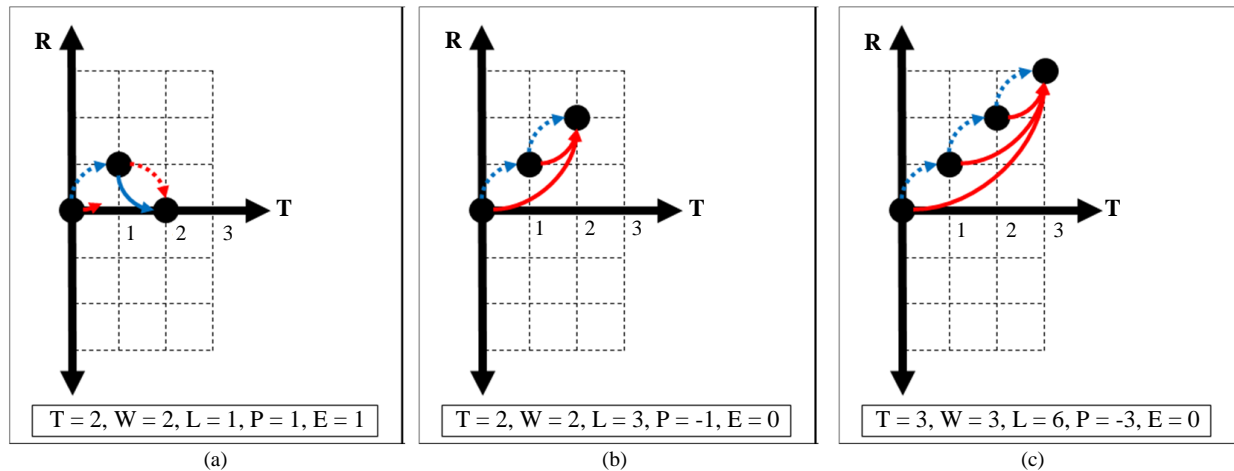 R
T
1 2 3
T = 2, W = 2, L = 1, P = 1, E = 1
(a)
R
T
1 2 3
T = 2, W = 2, L = 3, P = -1, E = 0
(b)
R
T
1 2 3
T = 3, W = 3, L = 6, P = -3, E = 0
(c)